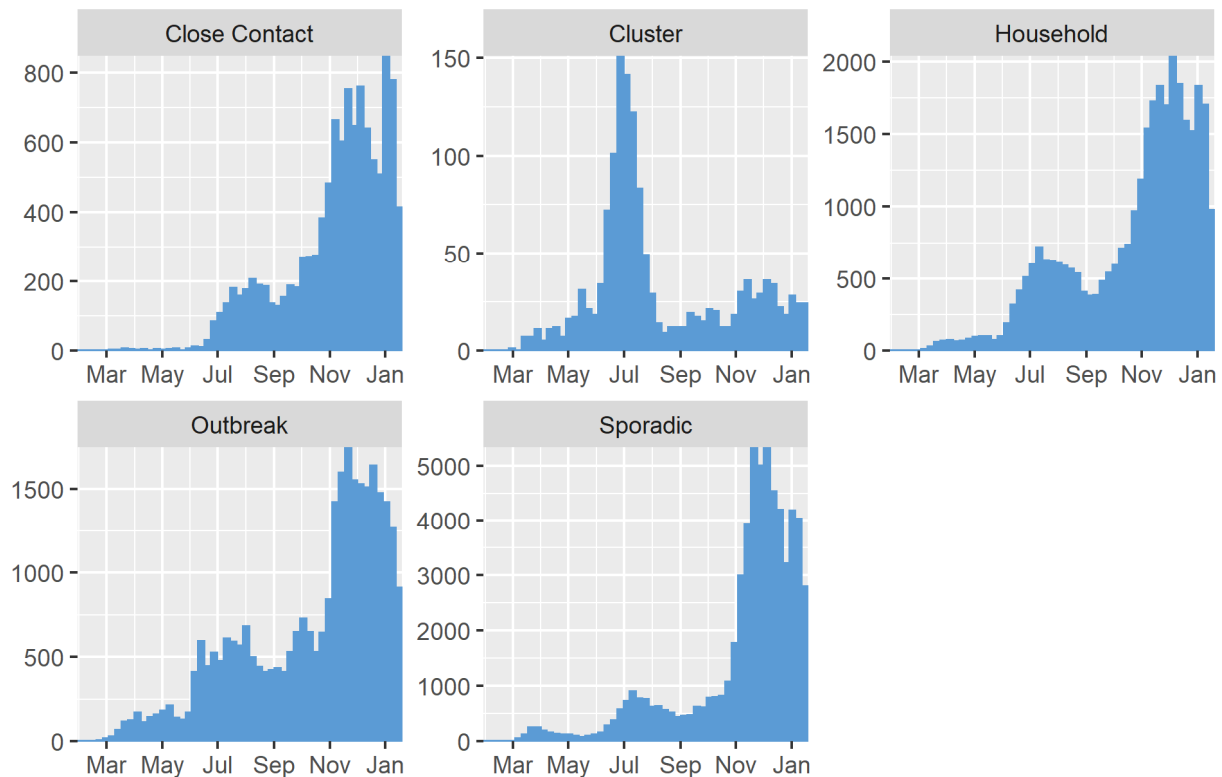 Close Contact
800
600
400
200
0
Mar May Jul Sep Nov Jan
Cluster
150
100
50
0
Mar May Jul Sep Nov Jan
Household
2000
1500
1000
500
0
Mar May Jul Sep Nov Jan
Outbreak
1500
1000
500
0
Mar May Jul Sep Nov Jan
Sporadic
5000
4000
3000
2000
1000
0
Mar May Jul Sep Nov Jan